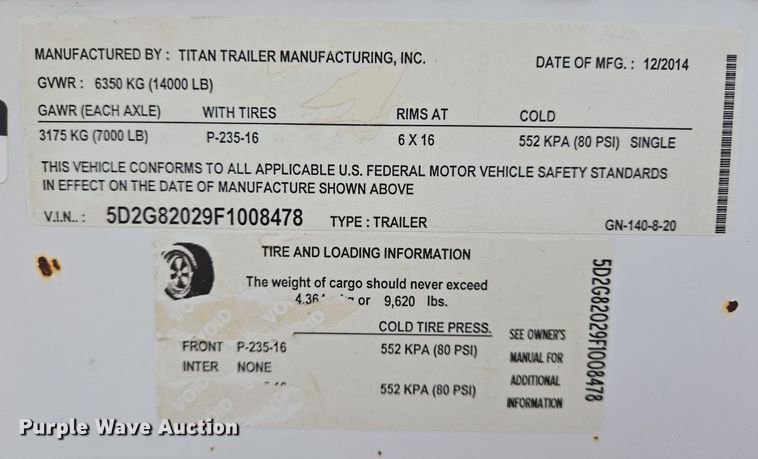 MANUFACTURED BY : TITAN TRAILER MANUFACTURING, INC.
DATE OF MFG. : 12/2014
GVWR : 6350 KG (14000 LB)
GAWR (EACH AXLE) WITH TIRES RIMS AT COLD
3175 KG (7000 LB) P-235-16 6 X 16 552 KPA (80 PSI) SINGLE
THIS VEHICLE CONFORMS TO ALL APPLICABLE U.S. FEDERAL MOTOR VEHICLE SAFETY STANDARDS
IN EFFECT ON THE DATE OF MANUFACTURE SHOWN ABOVE
V.I.N.. : 5D2G82029F1008478 TYPE : TRAILER GN-140-8-20
TIRE AND LOADING INFORMATION
The weight of cargo should never exceed
or 9,620 lbs.
COLD TIRE PRESS.
FRONT P-235-16 552 KPA (80 PSI)
INTER NONE
552 KPA (80 PSI)
SEE OWNER'S
MANUAL FOR
ADDITIONAL
INFORMATION
5D2G82029F1008478
VOID
VOID
VOID
VOID
Purple Wave Auction